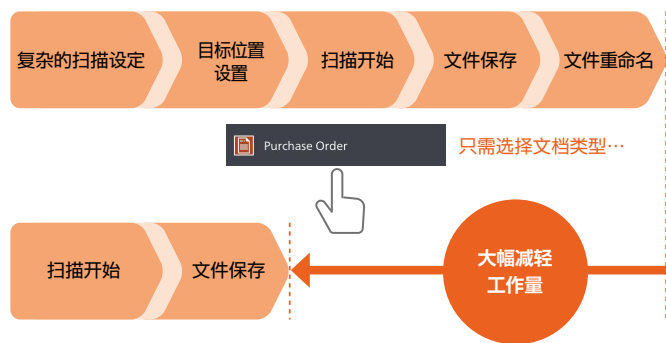 复杂的扫描设定
目标位置
设置
扫描开始
文件保存
文件重命名
Purchase Order
只需选择文档类型…
扫描开始
文件保存
大幅减轻
工作量